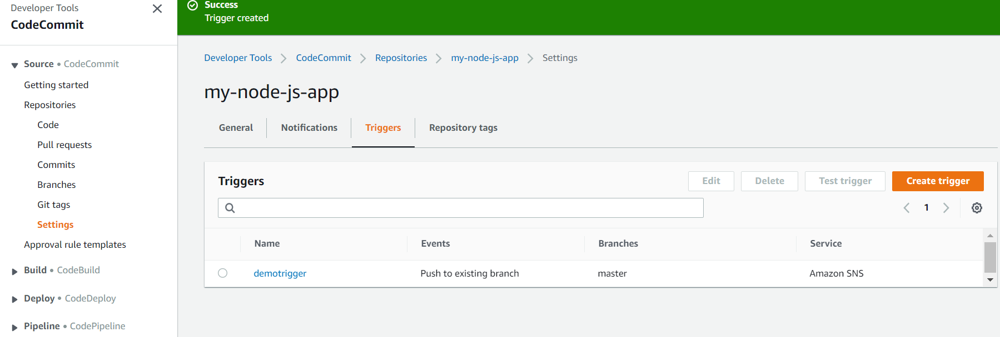 Developer Tools
CodeCommit
Source • CodeCommit
Getting started
Repositories
Code
Pull requests
Commits
Branches
Git tags
Settings
Approval rule templates
Build • CodeBuild
Deploy • CodeDeploy
Pipeline • CodePipeline
Success
Trigger created
Developer Tools > CodeCommit > Repositories > my-node-js-app > Settings
my-node-js-app
General Notifications Triggers Repository tags
Triggers Edit Delete Test trigger Create trigger
1
Name Events Branches Service
demotrigger Push to existing branch master Amazon SNS